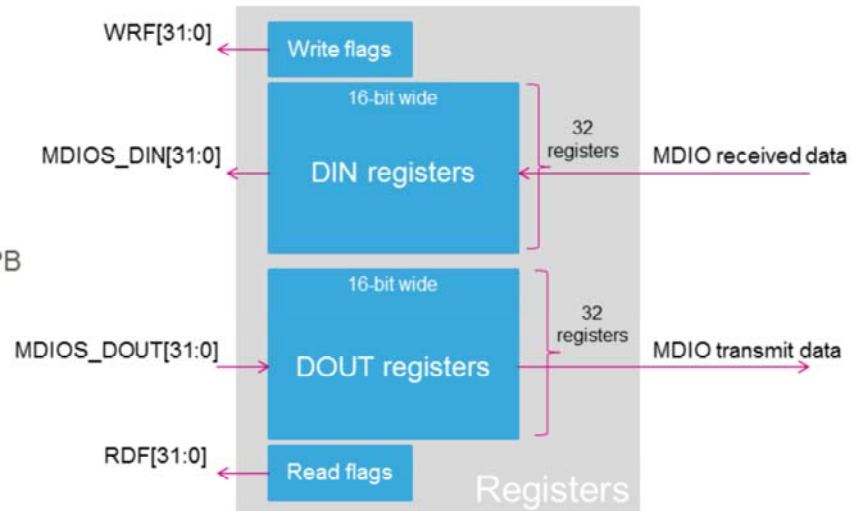 WRF[31:0]
Write flags
16-bit wide
32
registers
MDIOS_DIN[31:0]
DIN registers
MDIO received data
16-bit wide
32
registers
MDIOS_DOUT[31:0]
DOUT registers
MDIO transmit data
RDF[31:0]
Read flags
Registers